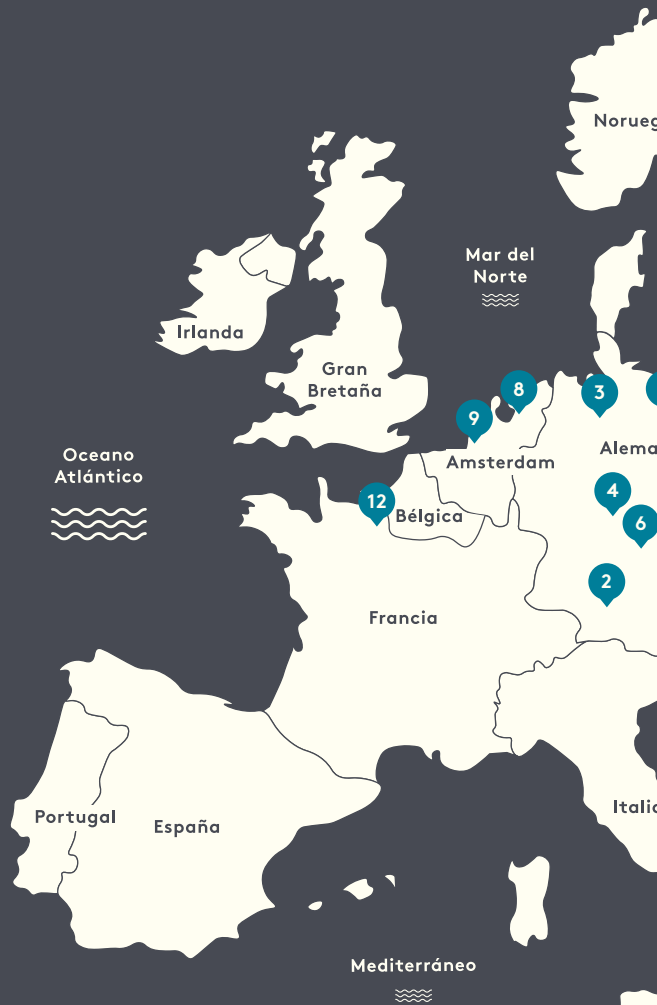 Norueg
Mar del
Norte
Irlanda
Gran
Bretaña
8
3
9
Oceano
Atlántico
Amsterdam
Alema
4
12
Bélgica
6
2
Francia
Portugal
España
Italia
Mediterráneo